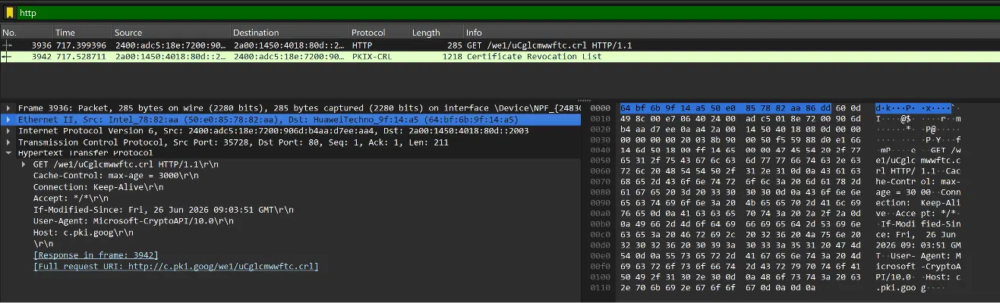 http
No. Time Source Destination Protocol Length Info
3936 717.399396 2400:adc5:18e:7200:90… 2a00:1450:4018:80d::2… HTTP 285 GET /we1/uCglcmwwftc.crl HTTP/1.1
3942 717.528711 2a00:1450:4018:80d::2… 2400:adc5:18e:7200:90… PKIX-CRL 1218 Certificate Revocation List
Frame 3936: Packet, 285 bytes on wire (2280 bits), 285 bytes captured (2280 bits) on interface \Device\NPF_{2483C
Ethernet II, Src: Intel_78:82:aa (50:e0:85:78:82:aa), Dst: HuaweiTechno_9f:14:a5 (64:bf:6b:9f:14:a5)
Internet Protocol Version 6, Src: 2400:adc5:18e:7200:906d:b4aa:d7ee:aa4, Dst: 2a00:1450:4018:80d::2003
Transmission Control Protocol, Src Port: 35728, Dst Port: 80, Seq: 1, Ack: 1, Len: 211
Hypertext Transfer Protocol
GET /we1/uCglcmwwftc.crl HTTP/1.1\r\n
Cache-Control: max-age = 3000\r\n
Connection: Keep-Alive\r\n
Accept: */*\r\n
If-Modified-Since: Fri, 26 Jun 2026 09:03:51 GMT\r\n
User-Agent: Microsoft-CryptoAPI/10.0\r\n
Host: c.pki.goog\r\n
\r\n
[Response in frame: 3942]
[Full request URI: http://c.pki.goog/we1/uCglcmwwftc.crl]
0000 64 bf 6b 9f 14 a5 50 e0 85 78 82 aa 86 dd 60 0d d·k···P· ·x····`·
0010 49 8c 00 e7 06 40 24 00 ad c5 01 8e 72 00 90 6d I····@$· ····r··m
0020 b4 aa d7 ee 0a a4 2a 00 14 50 40 18 08 0d 00 00 ······*· ·P@·····
0030 00 00 00 00 20 03 8b 90 00 50 f5 59 88 d0 e1 66 ···· ··· ·P·Y···f
0040 14 6d 50 18 00 ff 14 65 00 00 47 45 54 20 2f 77 ·mP····e ··GET /w
0050 65 31 2f 75 43 67 6c 63 6d 77 77 66 74 63 2e 63 e1/uCglc mwwftc.c
0060 72 6c 20 48 54 54 50 2f 31 2e 31 0d 0a 43 61 63 rl HTTP/ 1.1··Cac
0070 68 65 2d 43 6f 6e 74 72 6f 6c 3a 20 6d 61 78 2d he-Contr ol: max-
0080 61 67 65 20 3d 20 33 30 30 30 0d 0a 43 6f 6e 6e age = 30 00··Conn
0090 65 63 74 69 6f 6e 3a 20 4b 65 65 70 2d 41 6c 69 ection:  Keep-Ali
00a0 76 65 0d 0a 41 63 63 65 70 74 3a 20 2a 2f 2a 0d ve··Acce pt: */*·
00b0 0a 49 66 2d 4d 6f 64 69 66 69 65 64 2d 53 69 6e ·If-Modi fied-Sin
00c0 63 65 3a 20 46 72 69 2c 20 32 36 20 4a 75 6e 20 ce: Fri,  26 Jun
00d0 32 30 32 36 20 30 39 3a 30 33 3a 35 31 20 47 4d 2026 09: 03:51 GM
00e0 54 0d 0a 55 73 65 72 2d 41 67 65 6e 74 3a 20 4d T··User- Agent: M
00f0 69 63 72 6f 73 6f 66 74 2d 43 72 79 70 74 6f 41 icrosoft -CryptoA
0100 50 49 2f 31 30 2e 30 0d 0a 48 6f 73 74 3a 20 63 PI/10.0· ·Host: c
0110 2e 70 6b 69 2e 67 6f 6f 67 0d 0a 0d 0a .pki.goo g····